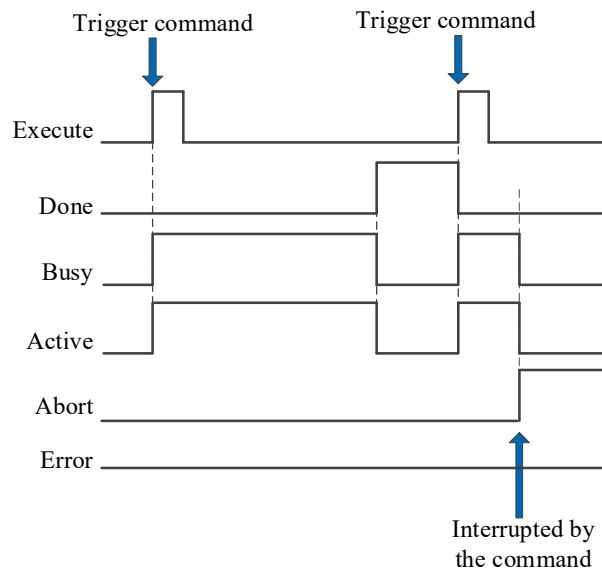 Trigger command
Trigger command
Execute
Done
Busy
Active
Abort
Error
Interrupted by
the command